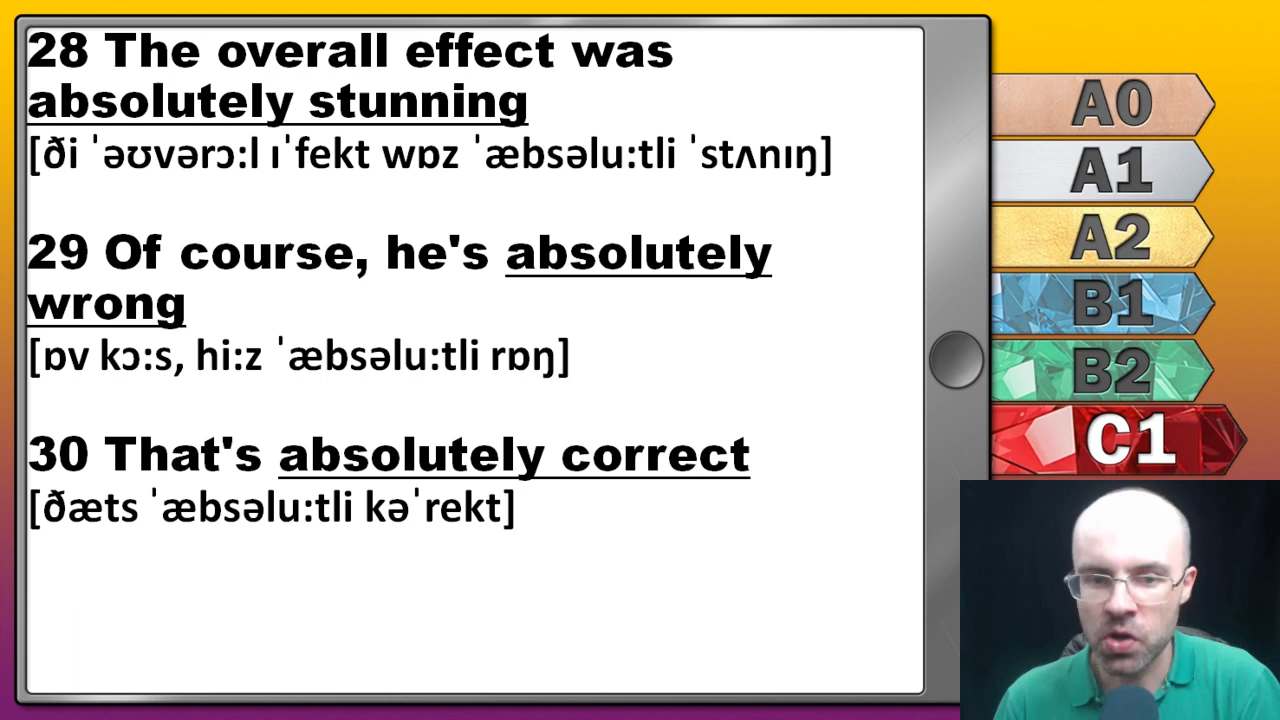 28 The overall effect was
absolutely stunning
[ði ˈəʊvərɔ:l ɪˈfekt wɒz ˈæbsəlu:tli ˈstʌnɪŋ]
29 Of course, he's absolutely
wrong
[ɒv kɔ:s, hi:z ˈæbsəlu:tli rɒŋ]
30 That's absolutely correct
[ðæts ˈæbsəlu:tli kəˈrekt]
A0
A1
A2
B1
B2
C1